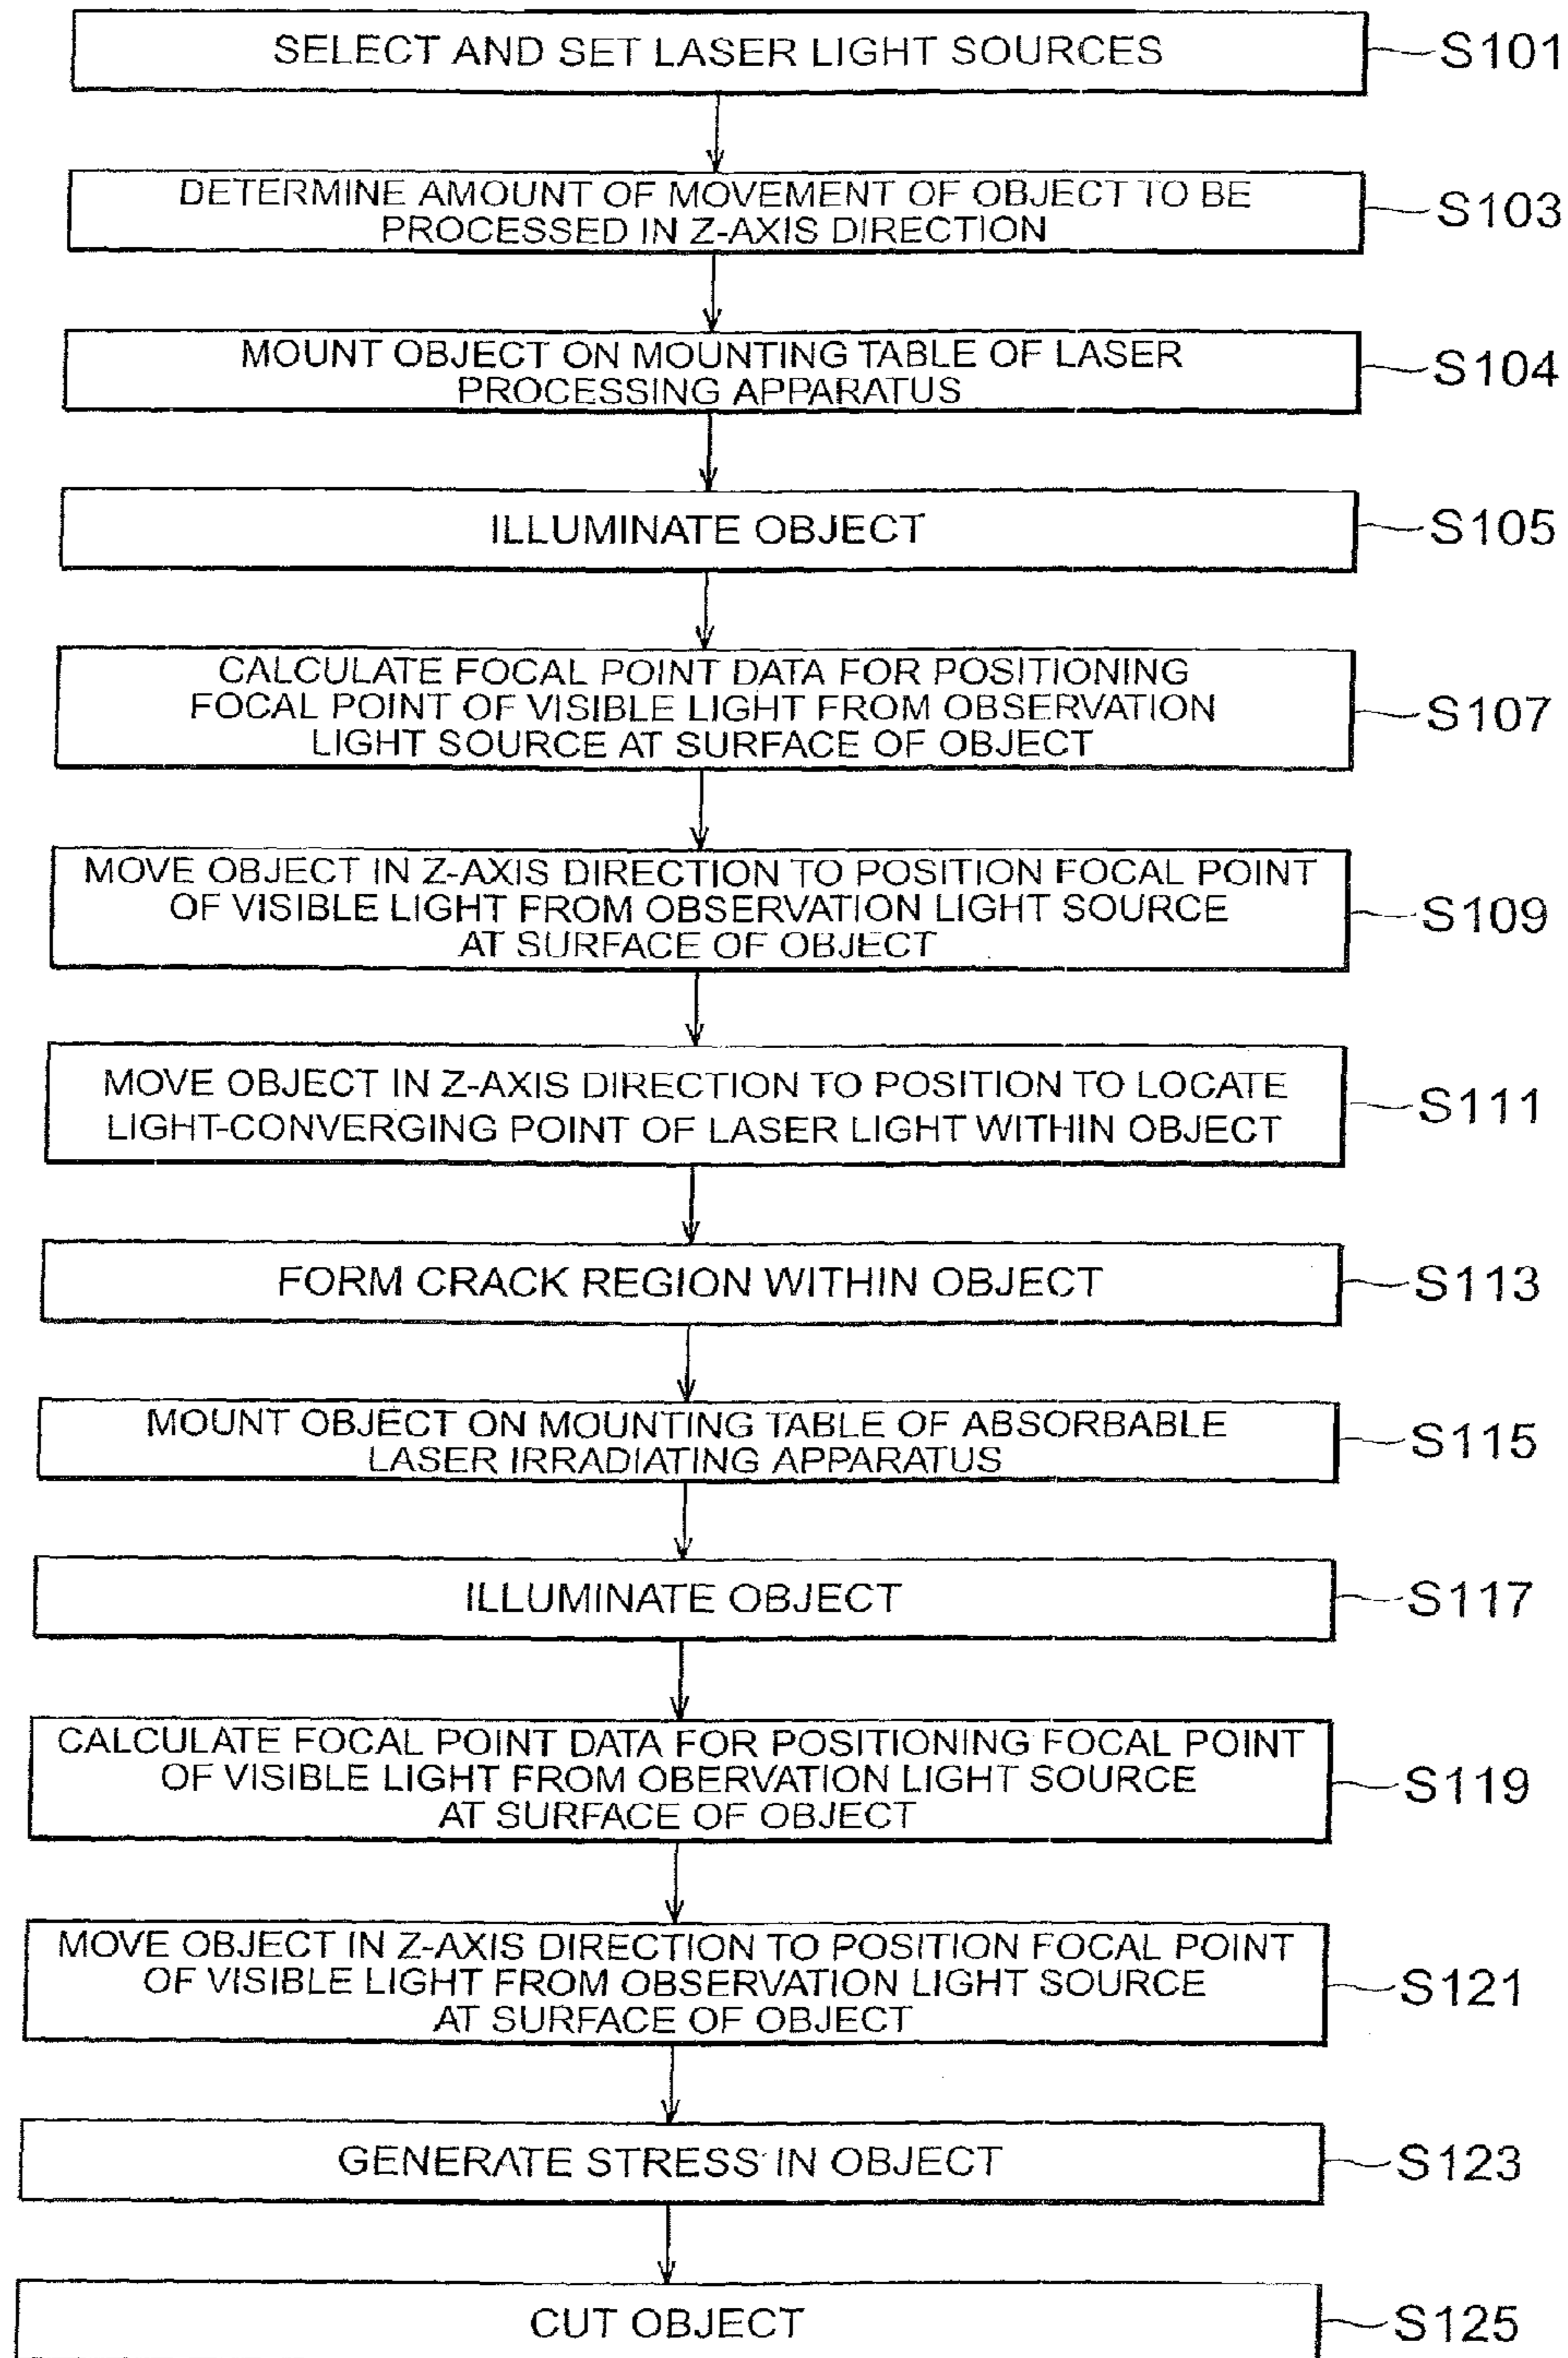 SELECT AND SET LASER LIGHT SOURCES
S101
DETERMINE AMOUNT OF MOVEMENT OF OBJECT TO BE
PROCESSED IN Z-AXIS DIRECTION
S103
MOUNT OBJECT ON MOUNTING TABLE OF LASER
PROCESSING APPARATUS
S104
ILLUMINATE OBJECT
S105
CALCULATE FOCAL POINT DATA FOR POSITIONING
FOCAL POINT OF VISIBLE LIGHT FROM OBSERVATION
LIGHT SOURCE AT SURFACE OF OBJECT
S107
MOVE OBJECT IN Z-AXIS DIRECTION TO POSITION FOCAL POINT
OF VISIBLE LIGHT FROM OBSERVATION LIGHT SOURCE
AT SURFACE OF OBJECT
S109
MOVE OBJECT IN Z-AXIS DIRECTION TO POSITION TO LOCATE
LIGHT-CONVERGING POINT OF LASER LIGHT WITHIN OBJECT
S111
FORM CRACK REGION WITHIN OBJECT
S113
MOUNT OBJECT ON MOUNTING TABLE OF ABSORBABLE
LASER IRRADIATING APPARATUS
S115
ILLUMINATE OBJECT
S117
CALCULATE FOCAL POINT DATA FOR POSITIONING FOCAL POINT
OF VISIBLE LIGHT FROM OBERVATION LIGHT SOURCE
AT SURFACE OF OBJECT
S119
MOVE OBJECT IN Z-AXIS DIRECTION TO POSITION FOCAL POINT
OF VISIBLE LIGHT FROM OBSERVATION LIGHT SOURCE
AT SURFACE OF OBJECT
S121
GENERATE STRESS IN OBJECT
S123
CUT OBJECT
S125